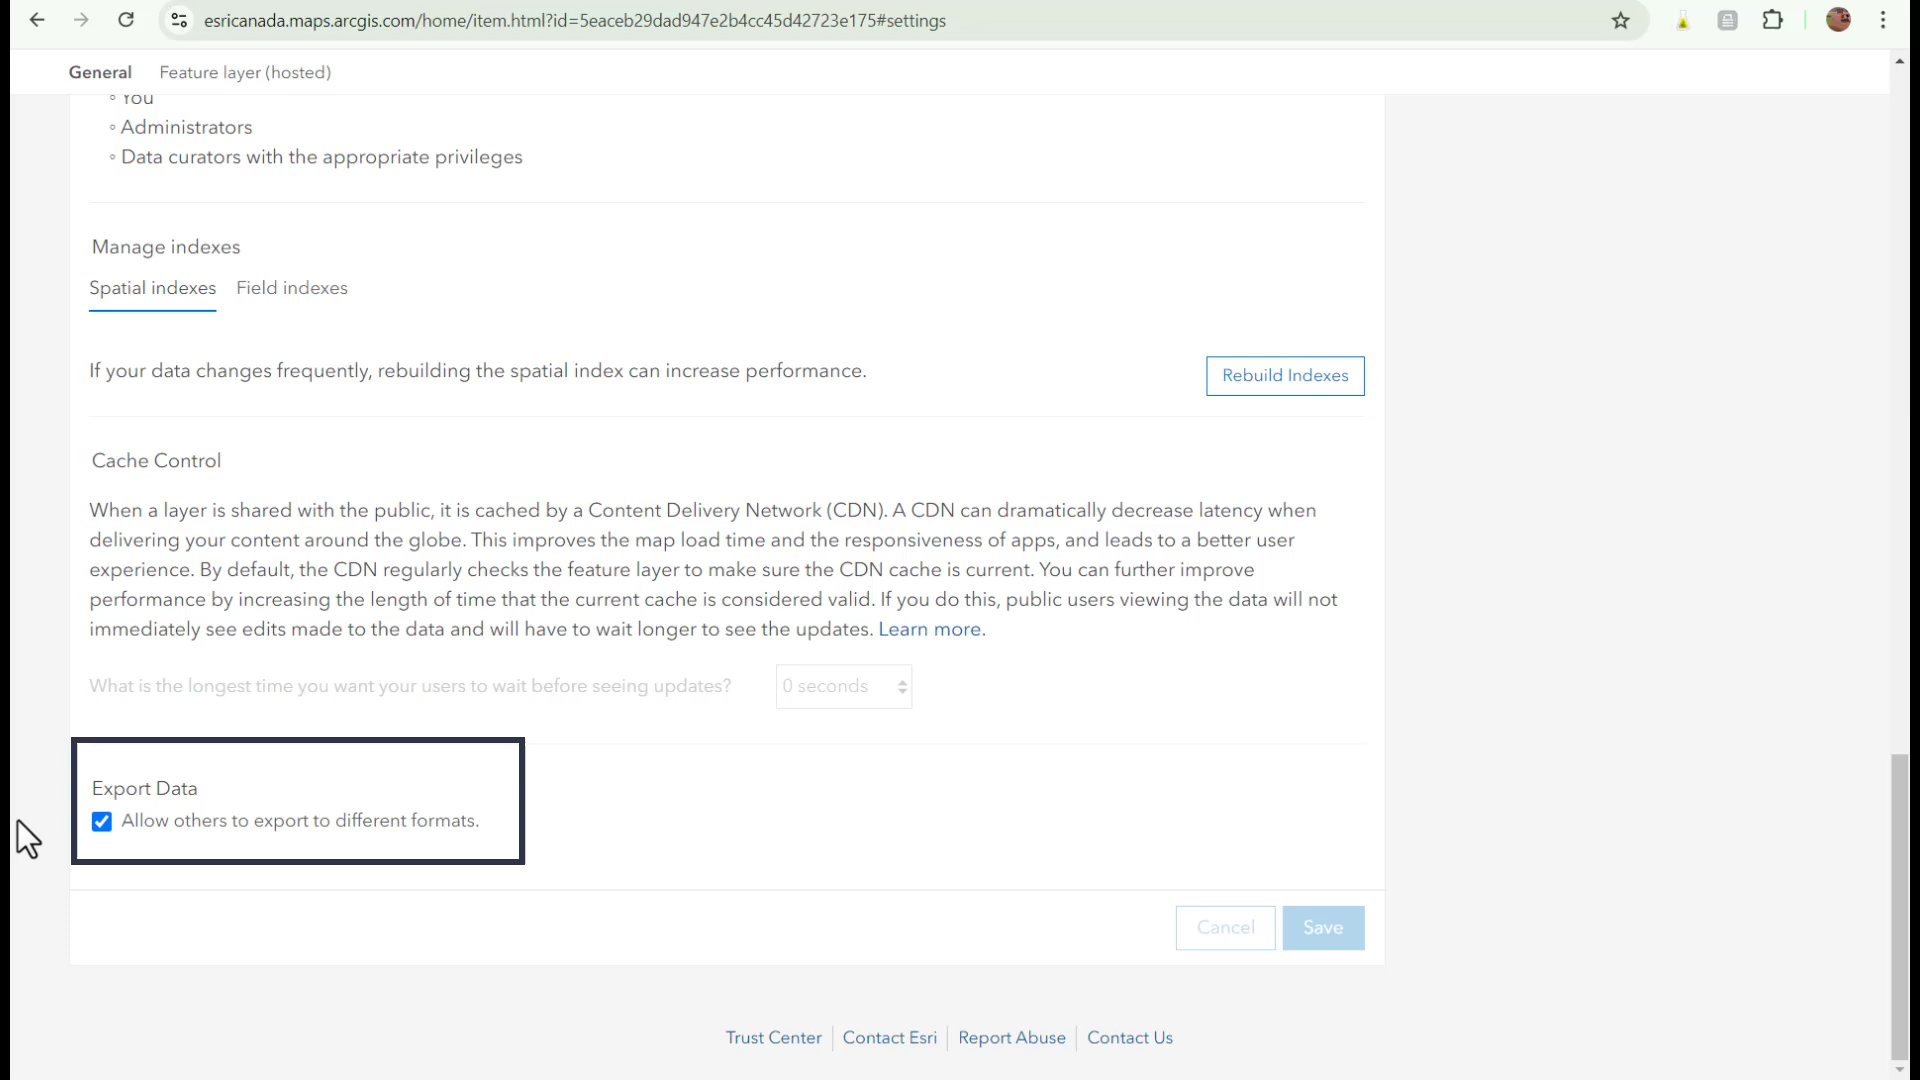 esricanada.maps.arcgis.com/home/item.html?id=5eaceb29dad947e2b4cc45d42723e175#settings
General Feature layer (hosted)
◦ You
◦ Administrators
◦ Data curators with the appropriate privileges
Manage indexes
Spatial indexes Field indexes
If your data changes frequently, rebuilding the spatial index can increase performance.
Rebuild Indexes
Cache Control
When a layer is shared with the public, it is cached by a Content Delivery Network (CDN). A CDN can dramatically decrease latency when
delivering your content around the globe. This improves the map load time and the responsiveness of apps, and leads to a better user
experience. By default, the CDN regularly checks the feature layer to make sure the CDN cache is current. You can further improve
performance by increasing the length of time that the current cache is considered valid. If you do this, public users viewing the data will not
immediately see edits made to the data and will have to wait longer to see the updates. Learn more.
What is the longest time you want your users to wait before seeing updates? 0 seconds
Export Data
Allow others to export to different formats.
Cancel Save
Trust Center Contact Esri Report Abuse Contact Us